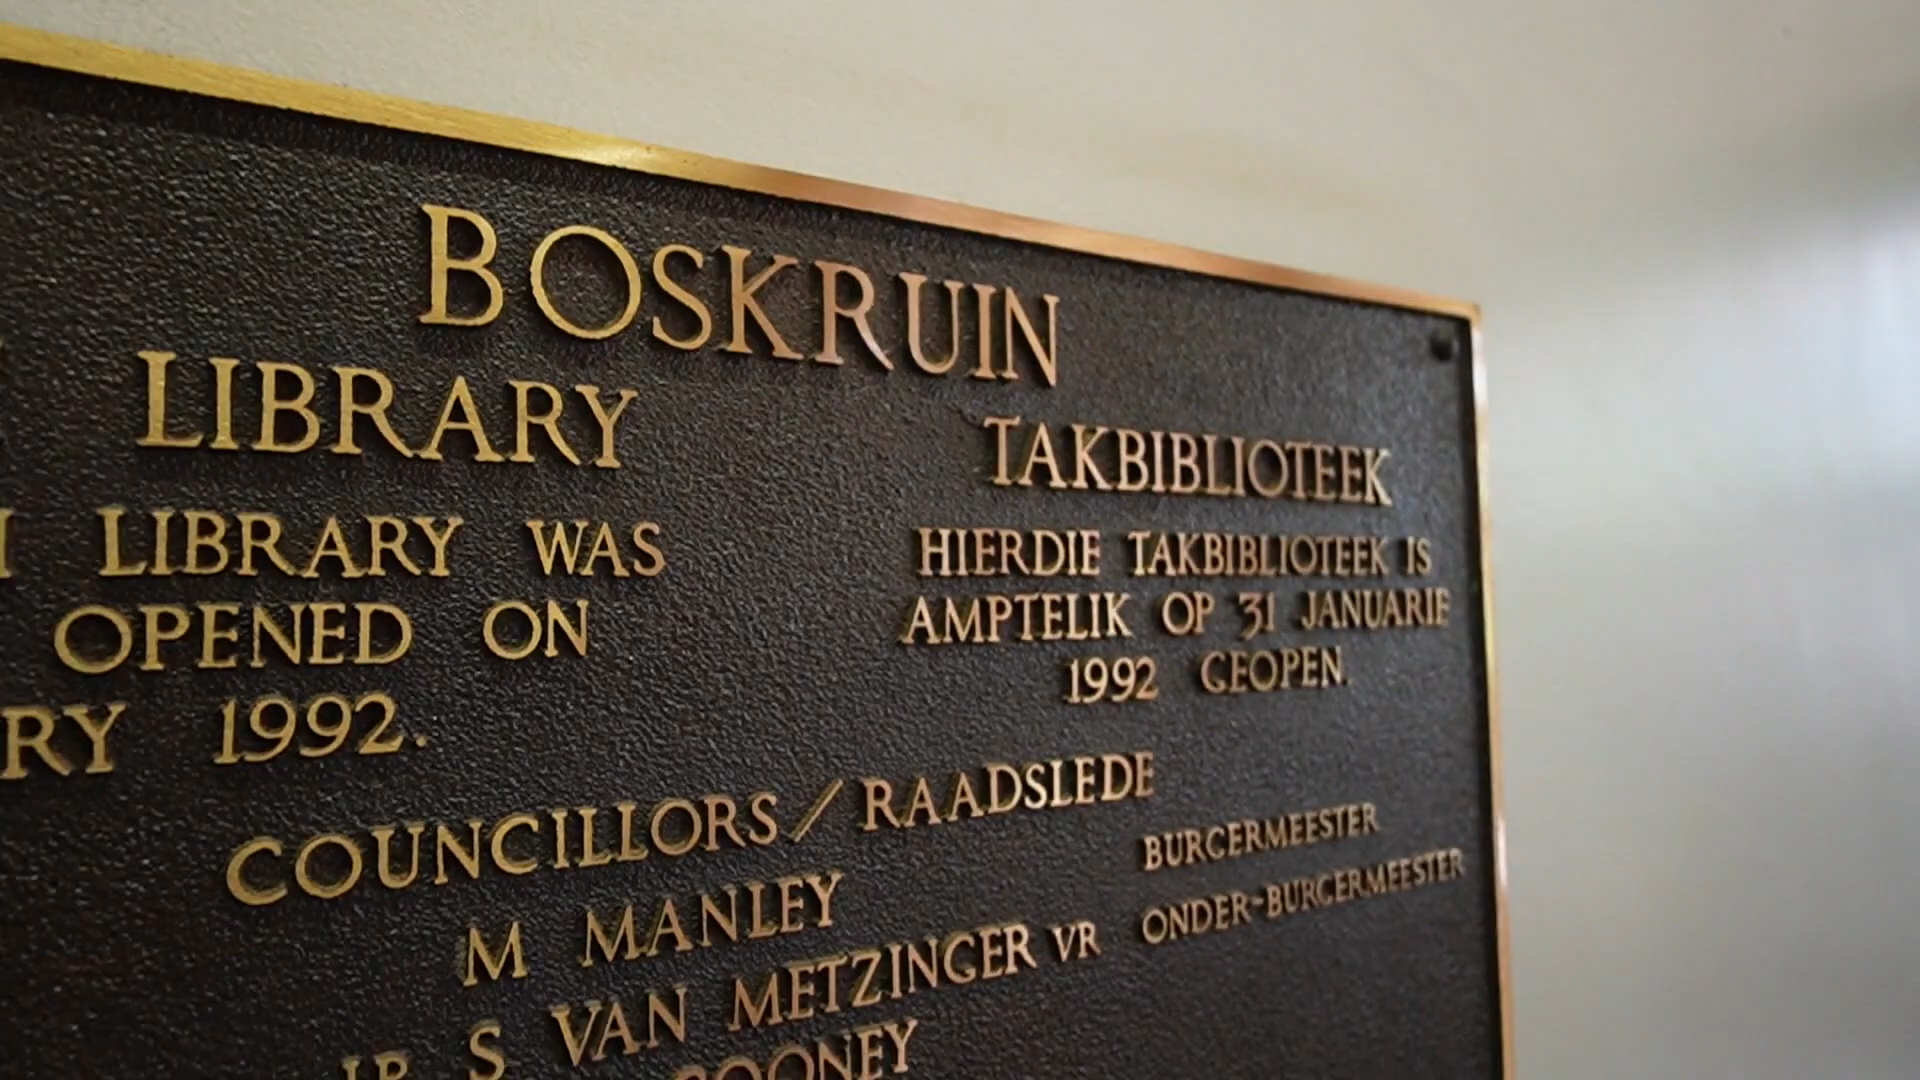 BOSKRUIN
LIBRARY
TAKBIBLIOTEEK
LIBRARY WAS
OPENED ON
1992.
HIERDIE TAKBIBLIOTEEK IS
AMPTELIK OP 31 JANUARIE
1992 GEOPEN.
COUNCILLORS / RAADSLEDE
M MANLEY BURGERMEESTER
S VAN METZINGER VR ONDER-BURGERMEESTER